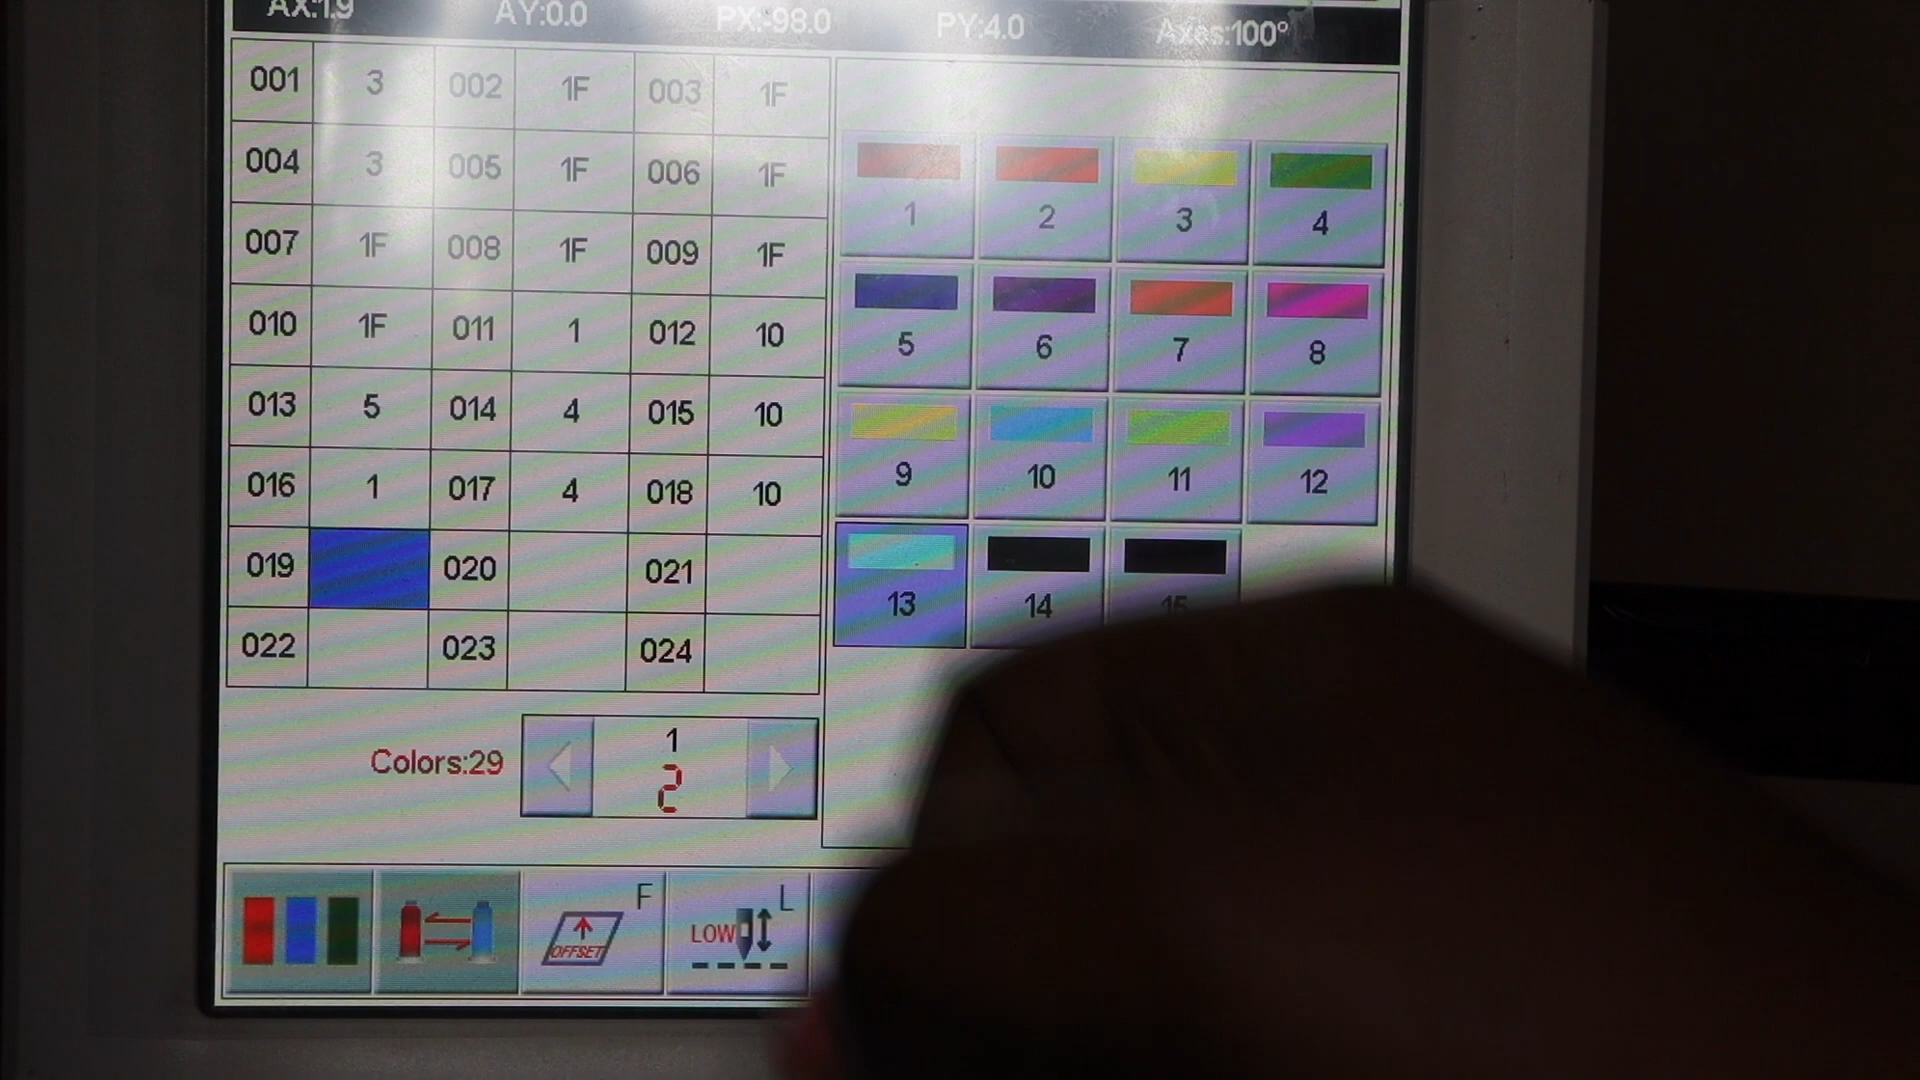 AX:1.9 AY:0.0 PX:-98.0 PY:4.0 Axes:100°
001 3 002 1F 003 1F
004 3 005 1F 006 1F
007 1F 008 1F 009 1F
010 1F 011 1 012 10
013 5 014 4 015 10
016 1 017 4 018 10
019 020 021
022 023 024
1 2 3 4
5 6 7 8
9 10 11 12
13 14 15
Colors:29
1
2
F
OFFSET
L
LOW